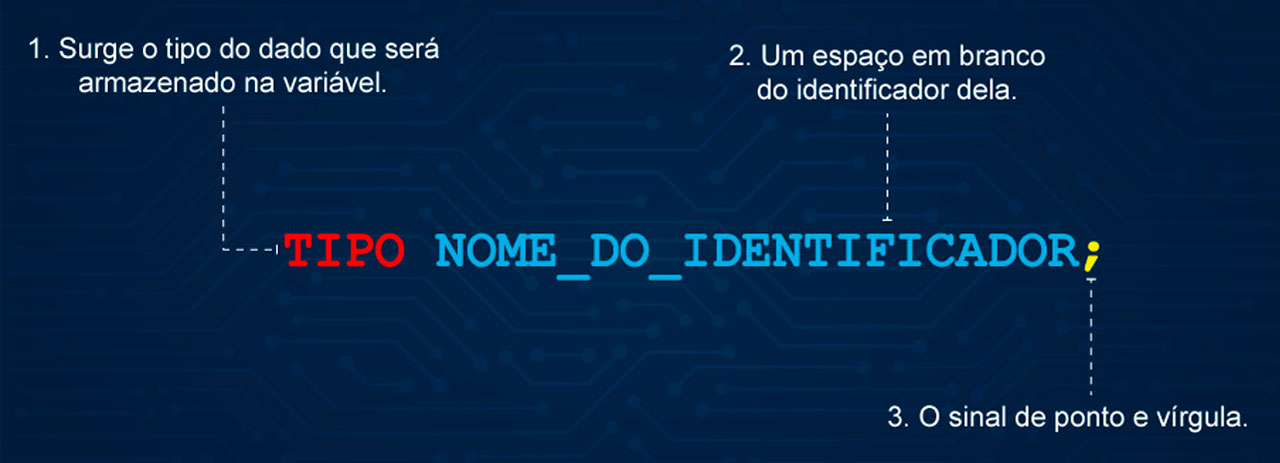 1. Surge o tipo do dado que será
armazenado na variável.
2. Um espaço em branco
do identificador dela.
TIPO NOME_DO_IDENTIFICADOR;
3. O sinal de ponto e vírgula.